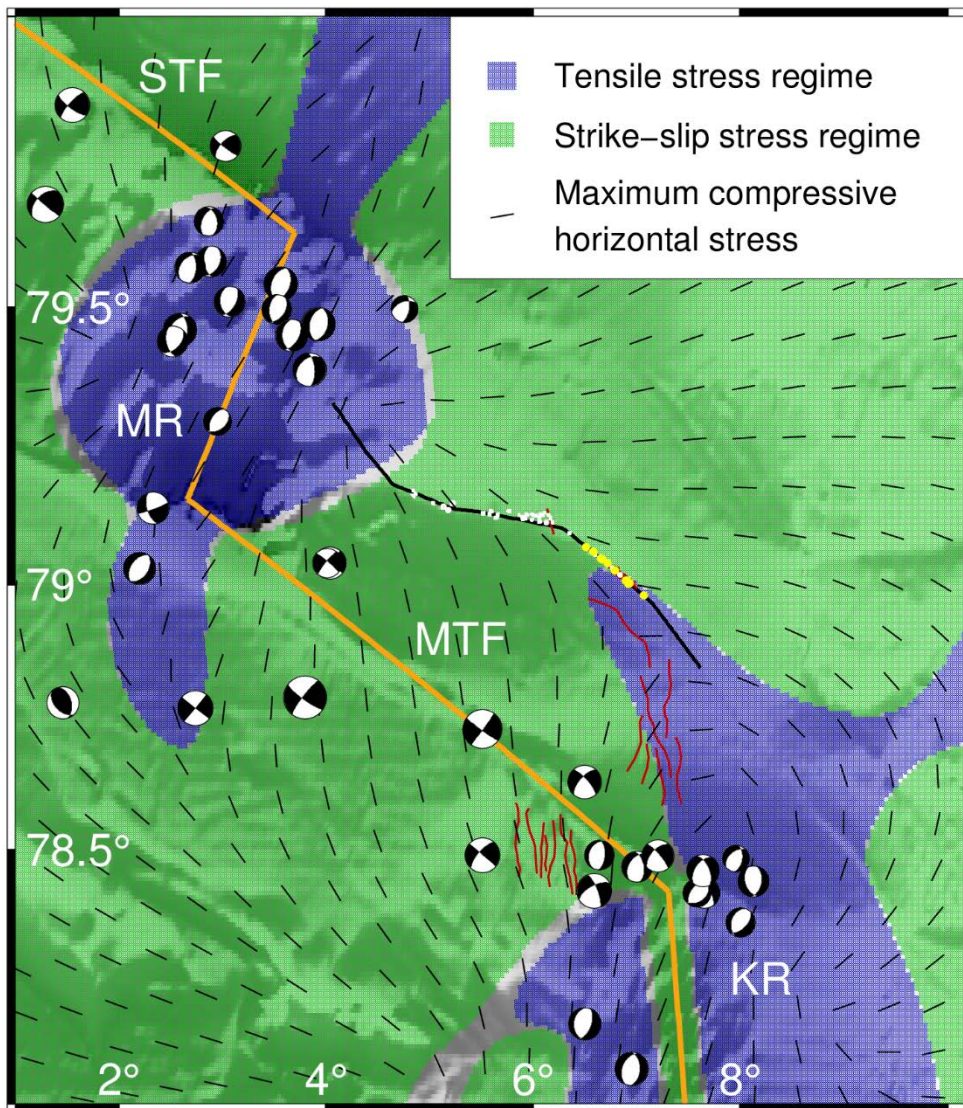 STF
Tensile stress regime
Strike-slip stress regime
Maximum compressive
horizontal stress
79.5°
MR
79°
MTF
78.5°
KR
2°
4°
6°
8°